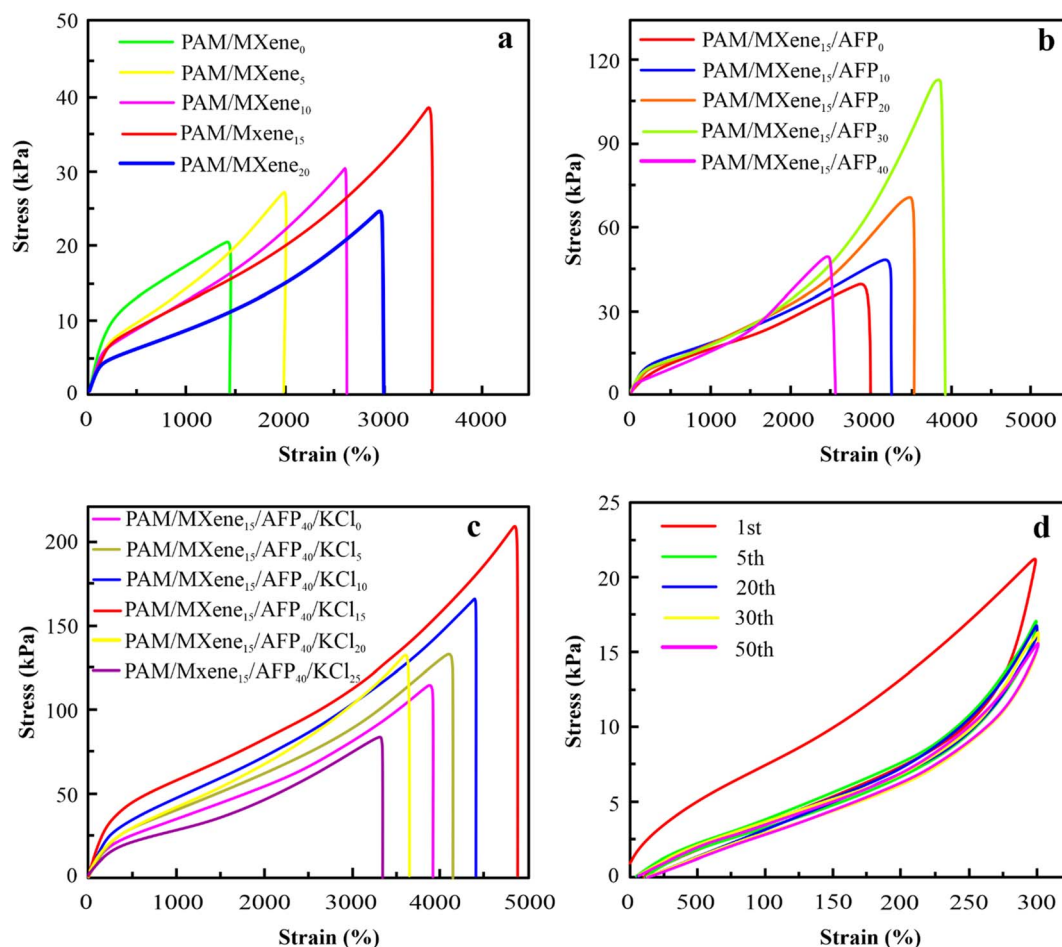 a
50
40
30
20
10
0
Stress (kPa)
PAM/MXene₀
PAM/MXene₅
PAM/MXene₁₀
PAM/Mxene₁₅
PAM/MXene₂₀
0 1000 2000 3000 4000
Strain (%)
b
120
90
60
30
0
Stress (kPa)
PAM/MXene₁₅/AFP₀
PAM/MXene₁₅/AFP₁₀
PAM/MXene₁₅/AFP₂₀
PAM/MXene₁₅/AFP₃₀
PAM/MXene₁₅/AFP₄₀
0 1000 2000 3000 4000 5000
Strain (%)
c
200
150
100
50
0
Stress (kPa)
PAM/MXene₁₅/AFP₄₀/KCl₀
PAM/MXene₁₅/AFP₄₀/KCl₅
PAM/MXene₁₅/AFP₄₀/KCl₁₀
PAM/MXene₁₅/AFP₄₀/KCl₁₅
PAM/MXene₁₅/AFP₄₀/KCl₂₀
PAM/Mxene₁₅/AFP₄₀/KCl₂₅
0 1000 2000 3000 4000 5000
Strain (%)
d
25
20
15
10
5
0
Stress (kPa)
1st
5th
20th
30th
50th
0 500 100 150 200 250 300
Strain (%)